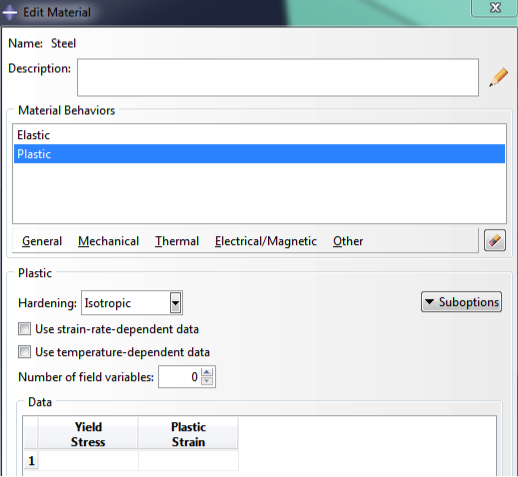 Edit Material
Name: Steel
Description:
Material Behaviors
Elastic
Plastic
General Mechanical Thermal Electrical/Magnetic Other
Plastic
Hardening: Isotropic
Suboptions
Use strain-rate-dependent data
Use temperature-dependent data
Number of field variables: 0
Data
Yield Stress Plastic Strain
1